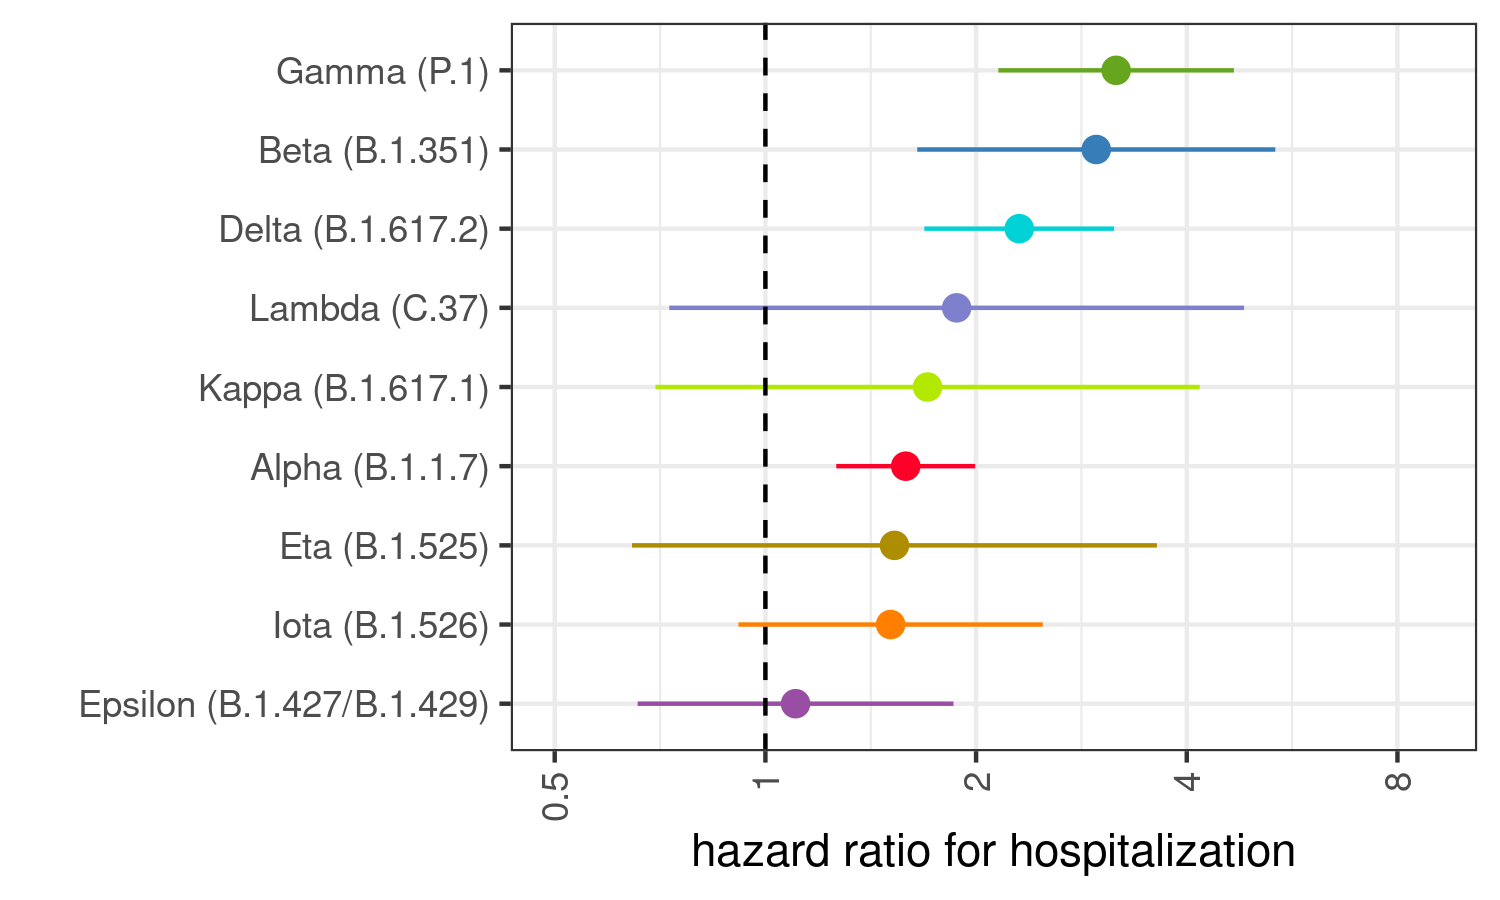 Gamma (P.1)
Beta (B.1.351)
Delta (B.1.617.2)
Lambda (C.37)
Kappa (B.1.617.1)
Alpha (B.1.1.7)
Eta (B.1.525)
Iota (B.1.526)
Epsilon (B.1.427/B.1.429)
0.5 1 2 4 8
hazard ratio for hospitalization